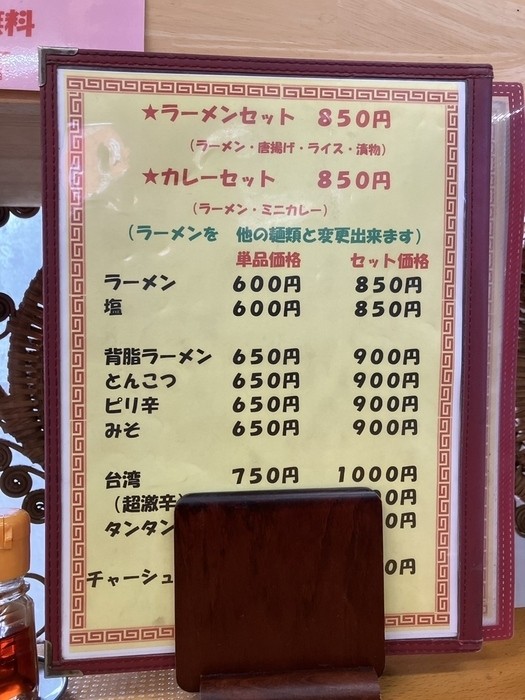 無料
★ラーメンセット 850円
(ラーメン・唐揚げ・ライス・漬物)
★カレーセット 850円
(ラーメン・ミニカレー)
(ラーメンを 他の麺類と変更出来ます)
単品価格 セット価格
ラーメン 600円 850円
塩 600円 850円
背脂ラーメン 650円 900円
とんこつ 650円 900円
ピリ辛 650円 900円
みそ 650円 900円
台湾 750円 1000円
(超激辛) 0円
タンタン 0円
チャーシュ 0円